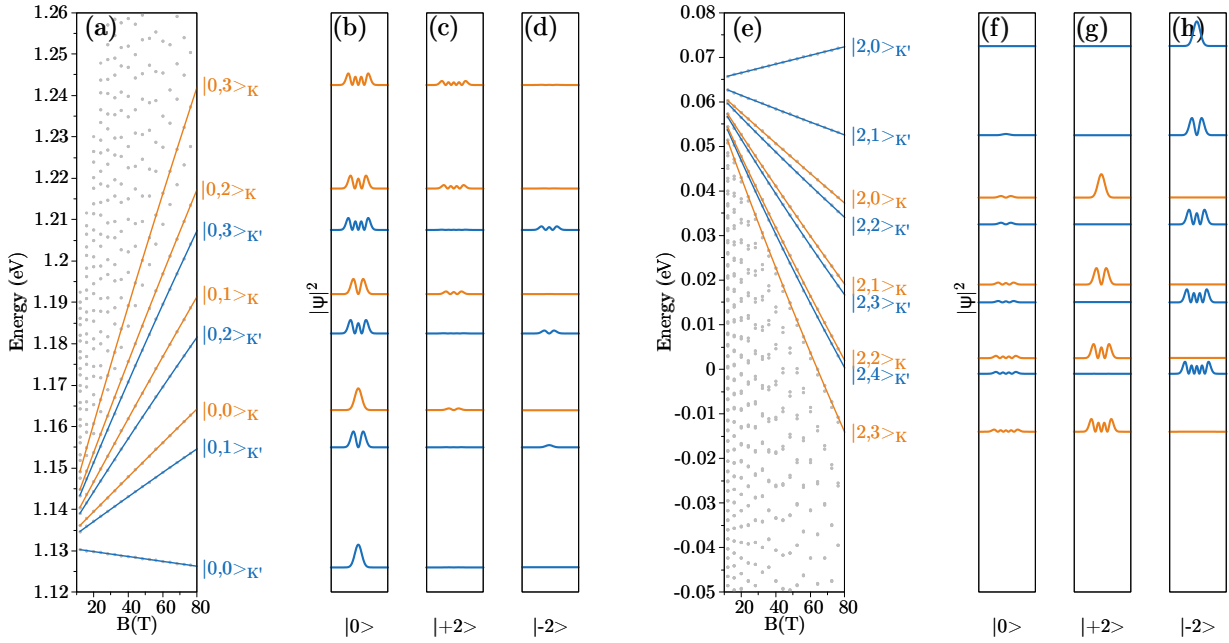 (a)
(b)
(c)
(d)
(e)
(f)
(g)
(h)
Energy (eV)
1.26
1.25
1.24
1.23
1.22
1.21
1.2
1.19
1.18
1.17
1.16
1.15
1.14
1.13
1.12
20 40 60 80
B(T)
|0,3>K
|0,2>K
|0,3>K'
|0,1>K
|0,2>K'
|0,0>K
|0,1>K'
|0,0>K'
|ψ|²
|0>
|+2>
|-2>
Energy (eV)
0.08
0.07
0.06
0.05
0.04
0.03
0.02
0.01
0
-0.01
-0.02
-0.03
-0.04
-0.05
20 40 60 80
B(T)
|2,0>K'
|2,1>K'
|2,0>K
|2,2>K'
|2,1>K
|2,3>K'
|2,2>K
|2,4>K'
|2,3>K
|ψ|²
|0>
|+2>
|-2>